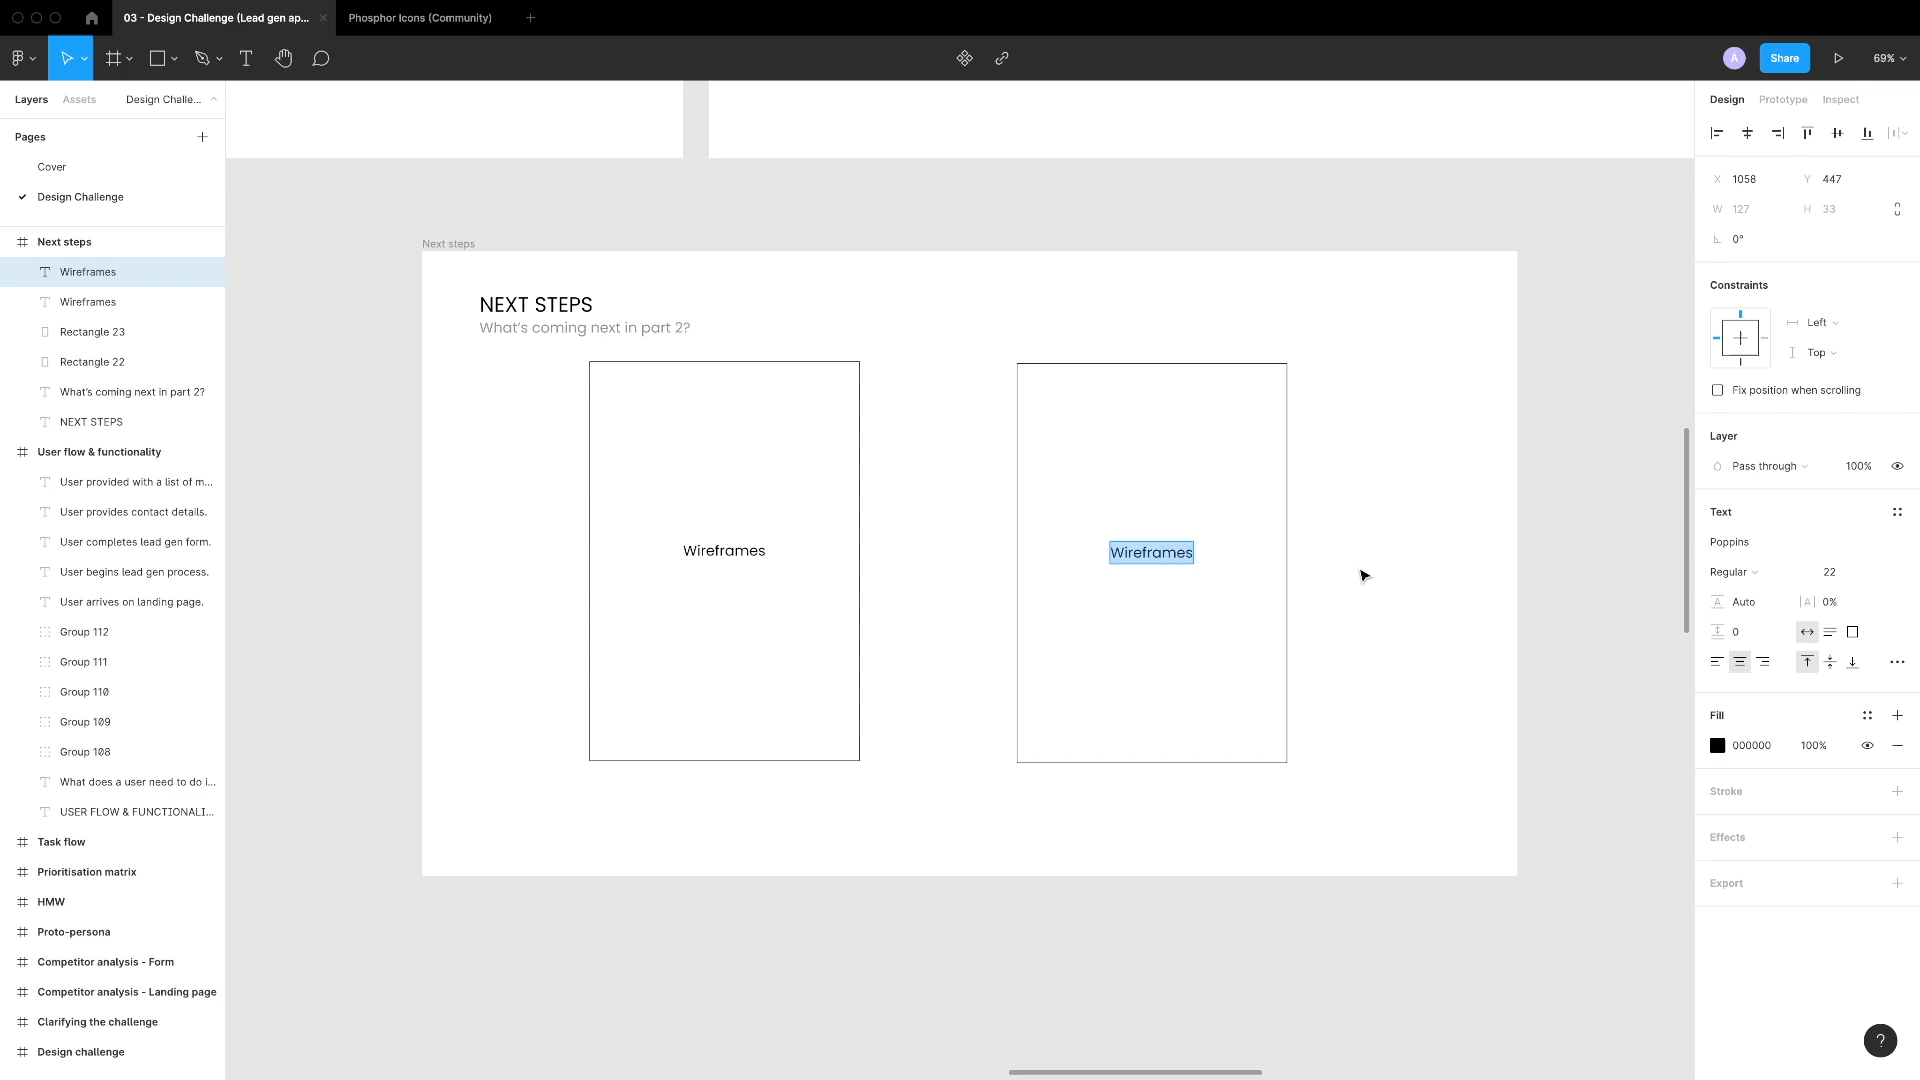 03 - Design Challenge (Lead gen ap...
Phosphor Icons (Community)
A
Share
69%
Layers
Assets
Design Challe...
Pages
Cover
Design Challenge
Next steps
Wireframes
Wireframes
Rectangle 23
Rectangle 22
What's coming next in part 2?
NEXT STEPS
User flow & functionality
User provided with a list of m...
User provides contact details.
User completes lead gen form.
User begins lead gen process.
User arrives on landing page.
Group 112
Group 111
Group 110
Group 109
Group 108
What does a user need to do i...
USER FLOW & FUNCTIONALI...
Task flow
Prioritisation matrix
HMW
Proto-persona
Competitor analysis - Form
Competitor analysis - Landing page
Clarifying the challenge
Design challenge
Next steps
NEXT STEPS
What's coming next in part 2?
Wireframes
Wireframes
Design
Prototype
Inspect
X 1058 Y 447
W 127 H 33
0°
Constraints
Left
Top
Fix position when scrolling
Layer
Pass through 100%
Text
Poppins
Regular 22
A Auto |A| 0%
0
Fill
000000 100%
Stroke
Effects
Export
?